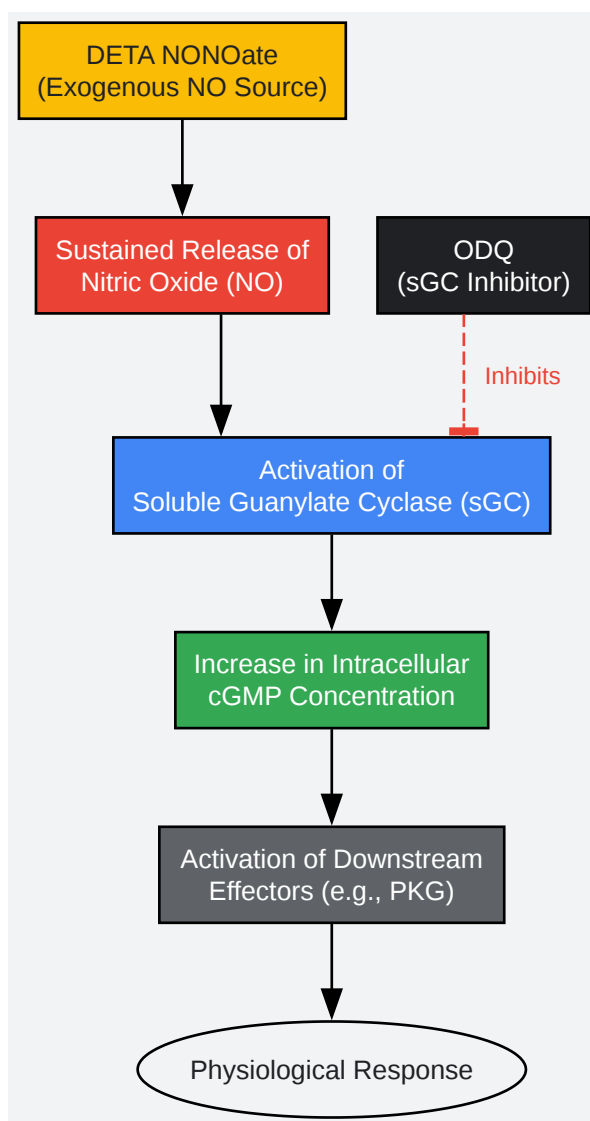 DETA NONOate
(Exogenous NO Source)
Sustained Release of
Nitric Oxide (NO)
ODQ
(sGC Inhibitor)
Inhibits
Activation of
Soluble Guanylate Cyclase (sGC)
Increase in Intracellular
cGMP Concentration
Activation of Downstream
Effectors (e.g., PKG)
Physiological Response